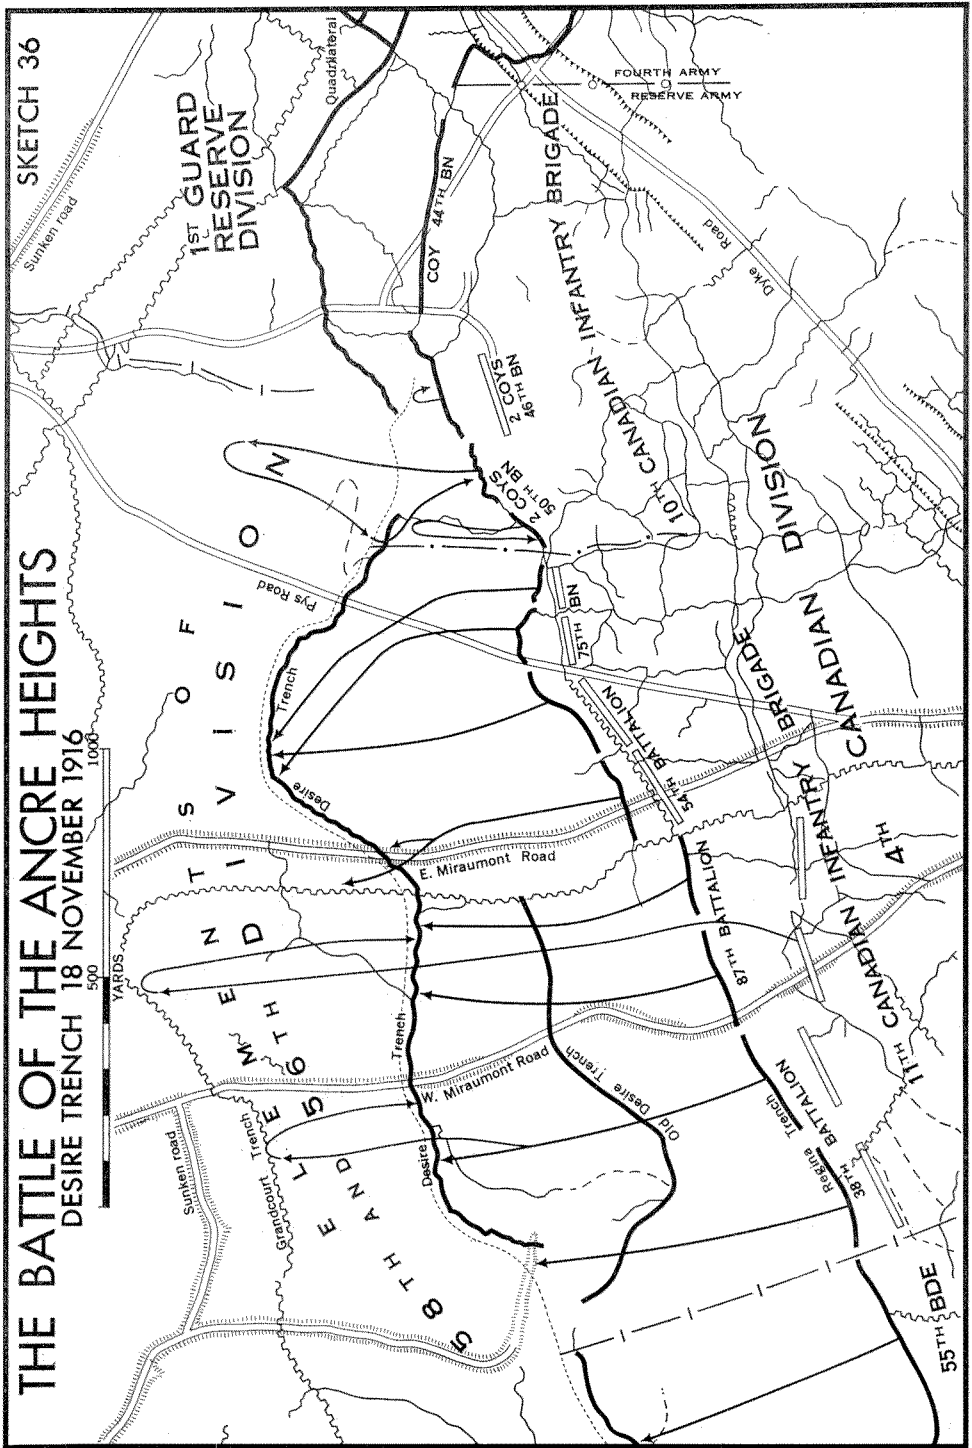 THE BATTLE OF THE ANCRE HEIGHTS
DESIRE TRENCH 18 NOVEMBER 1916
SKETCH 36
500
1000
YARDS
Sunken road
Sunken road
Quadrilateral
1ST GUARD
RESERVE
DIVISION
FOURTH ARMY
RESERVE ARMY
ELEMENTS OF
58TH AND 56TH DIVISION
Grandcourt Trench
Pys Road
COY 44TH BN
2 COYS
46TH BN
2 COYS
50TH BN
Dyke Road
Desire Trench
Desire Trench
E. Miraumont Road
W. Miraumont Road
Old Desire Trench
75TH BN
54TH BATTALION
87TH BATTALION
38TH BATTALION
Regina Trench
10TH CANADIAN INFANTRY BRIGADE
11TH CANADIAN INFANTRY BRIGADE
4TH CANADIAN DIVISION
55TH BDE